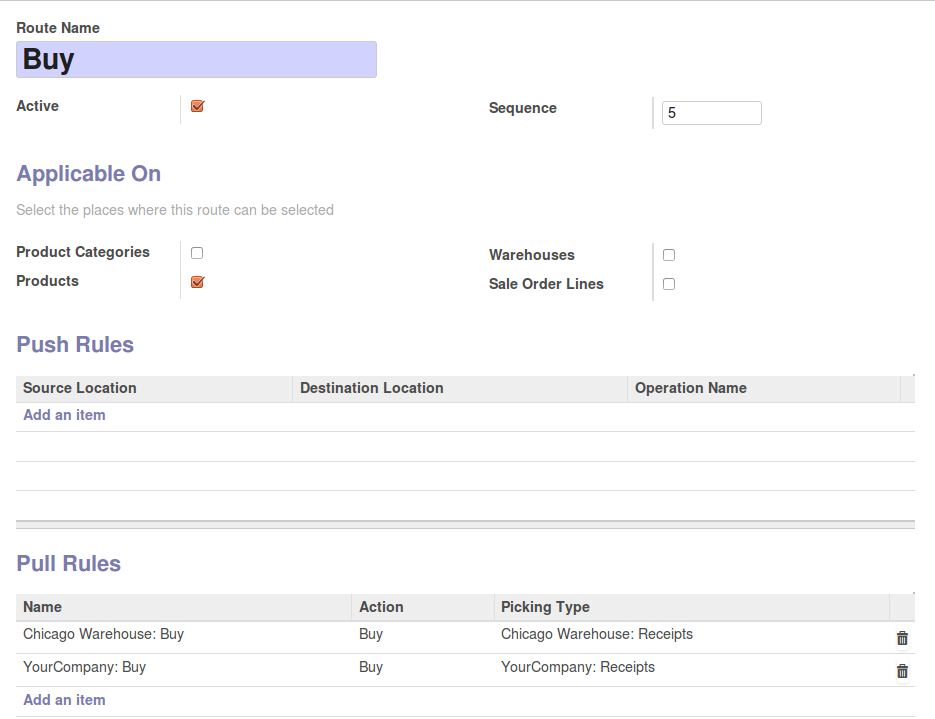 Route Name
Buy
Active
Sequence 5
Applicable On
Select the places where this route can be selected
Product Categories
Warehouses
Products
Sale Order Lines
Push Rules
Source Location Destination Location Operation Name
Add an item
Pull Rules
Name Action Picking Type
Chicago Warehouse: Buy Buy Chicago Warehouse: Receipts
YourCompany: Buy Buy YourCompany: Receipts
Add an item